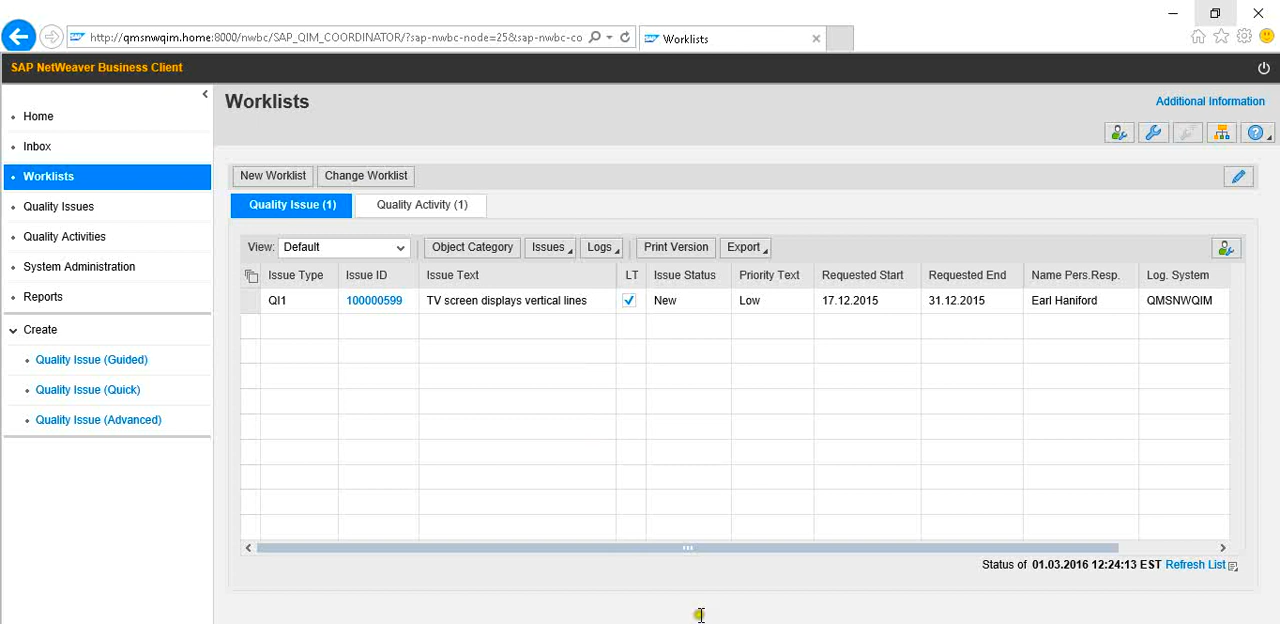 http://qmsnwqim.home:8000/nwbc/SAP_QIM_COORDINATOR/?sap-nwbc-node=25&sap-nwbc-co
Worklists
SAP NetWeaver Business Client
Home
Inbox
Worklists
Quality Issues
Quality Activities
System Administration
Reports
Create
Quality Issue (Guided)
Quality Issue (Quick)
Quality Issue (Advanced)
Worklists
Additional Information
New Worklist Change Worklist
Quality Issue (1) Quality Activity (1)
View: Default Object Category Issues Logs Print Version Export
Issue Type Issue ID Issue Text LT Issue Status Priority Text Requested Start Requested End Name Pers.Resp. Log. System
QI1 100000599 TV screen displays vertical lines New Low 17.12.2015 31.12.2015 Earl Haniford QMSNWQIM
Status of 01.03.2016 12:24:13 EST Refresh List